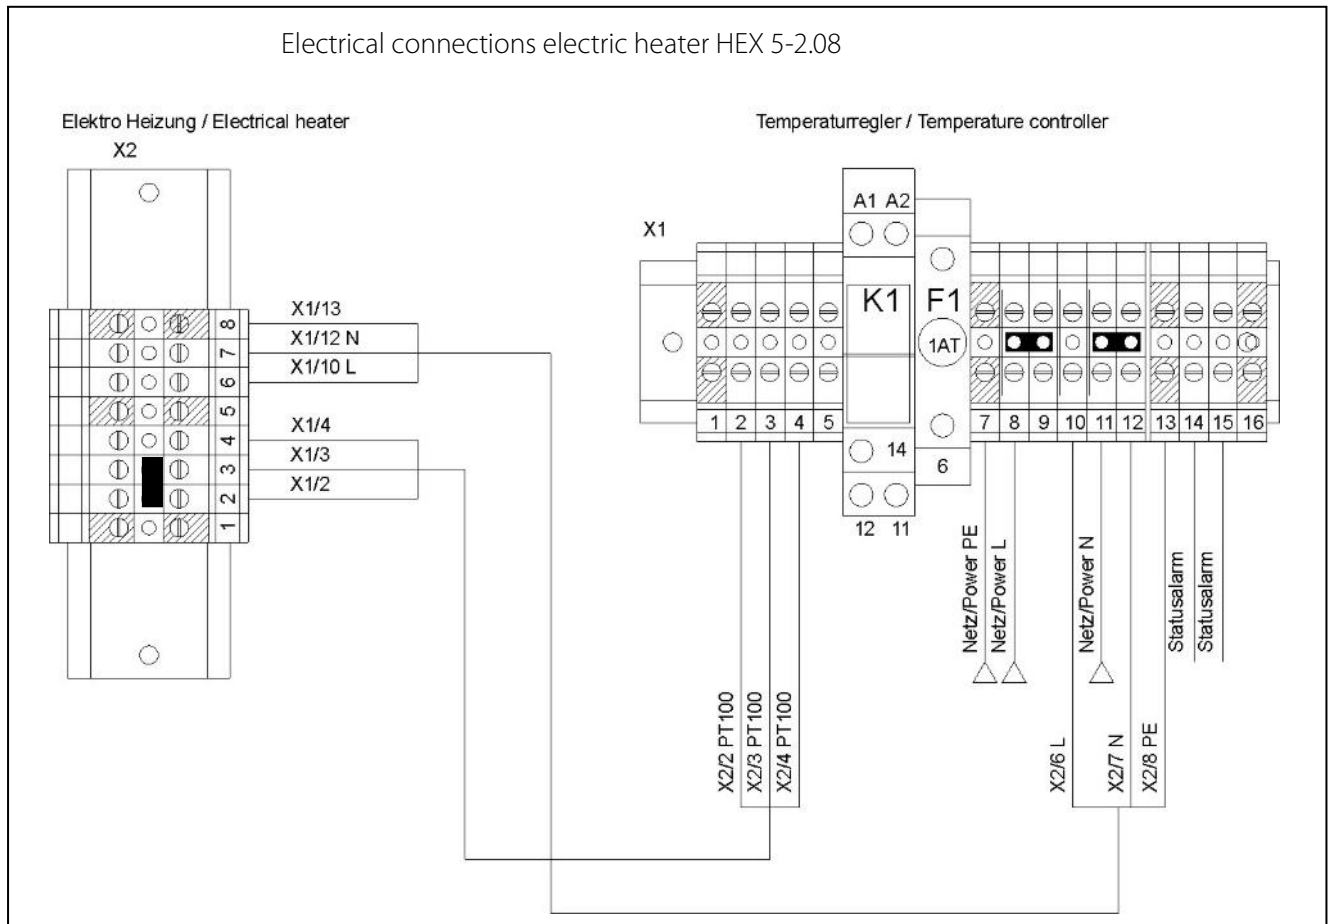 Electrical connections electric heater HEX 5-2.08
Elektro Heizung / Electrical heater
X2
8
7
6
5
4
3
2
1
X1/13
X1/12 N
X1/10 L
X1/4
X1/3
X1/2
Temperaturregler / Temperature controller
X1
A1 A2
K1
F1
1AT
1 2 3 4 5
14
12 11
6
7 8 9 10 11 12 13 14 15 16
X2/2 PT100
X2/3 PT100
X2/4 PT100
Netz/Power PE
Netz/Power L
X2/6 L
Netz/Power N
X2/7 N
X2/8 PE
Statusalarm
Statusalarm